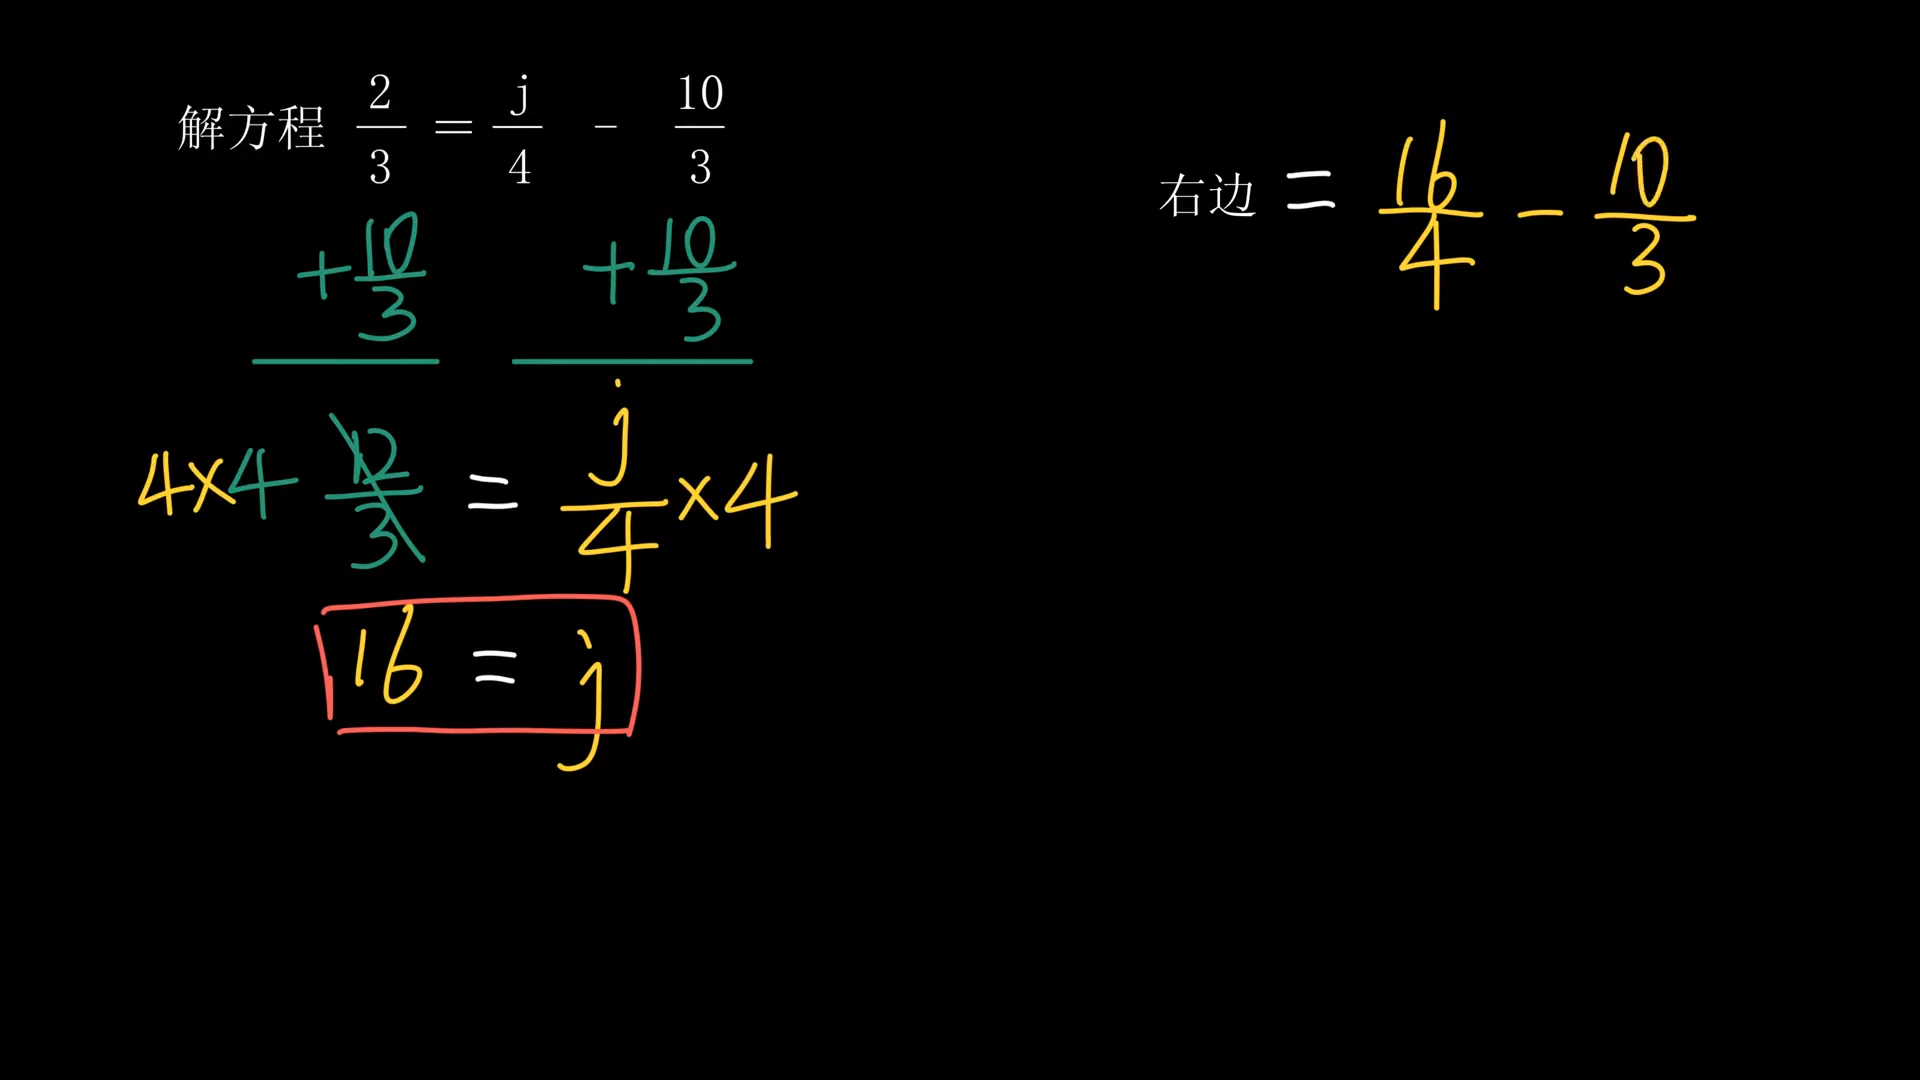 解方程 2/3 = j/4 - 10/3
+10/3 +10/3
4×4 12/3 = j/4 ×4
16 = j
右边 = 16/4 - 10/3